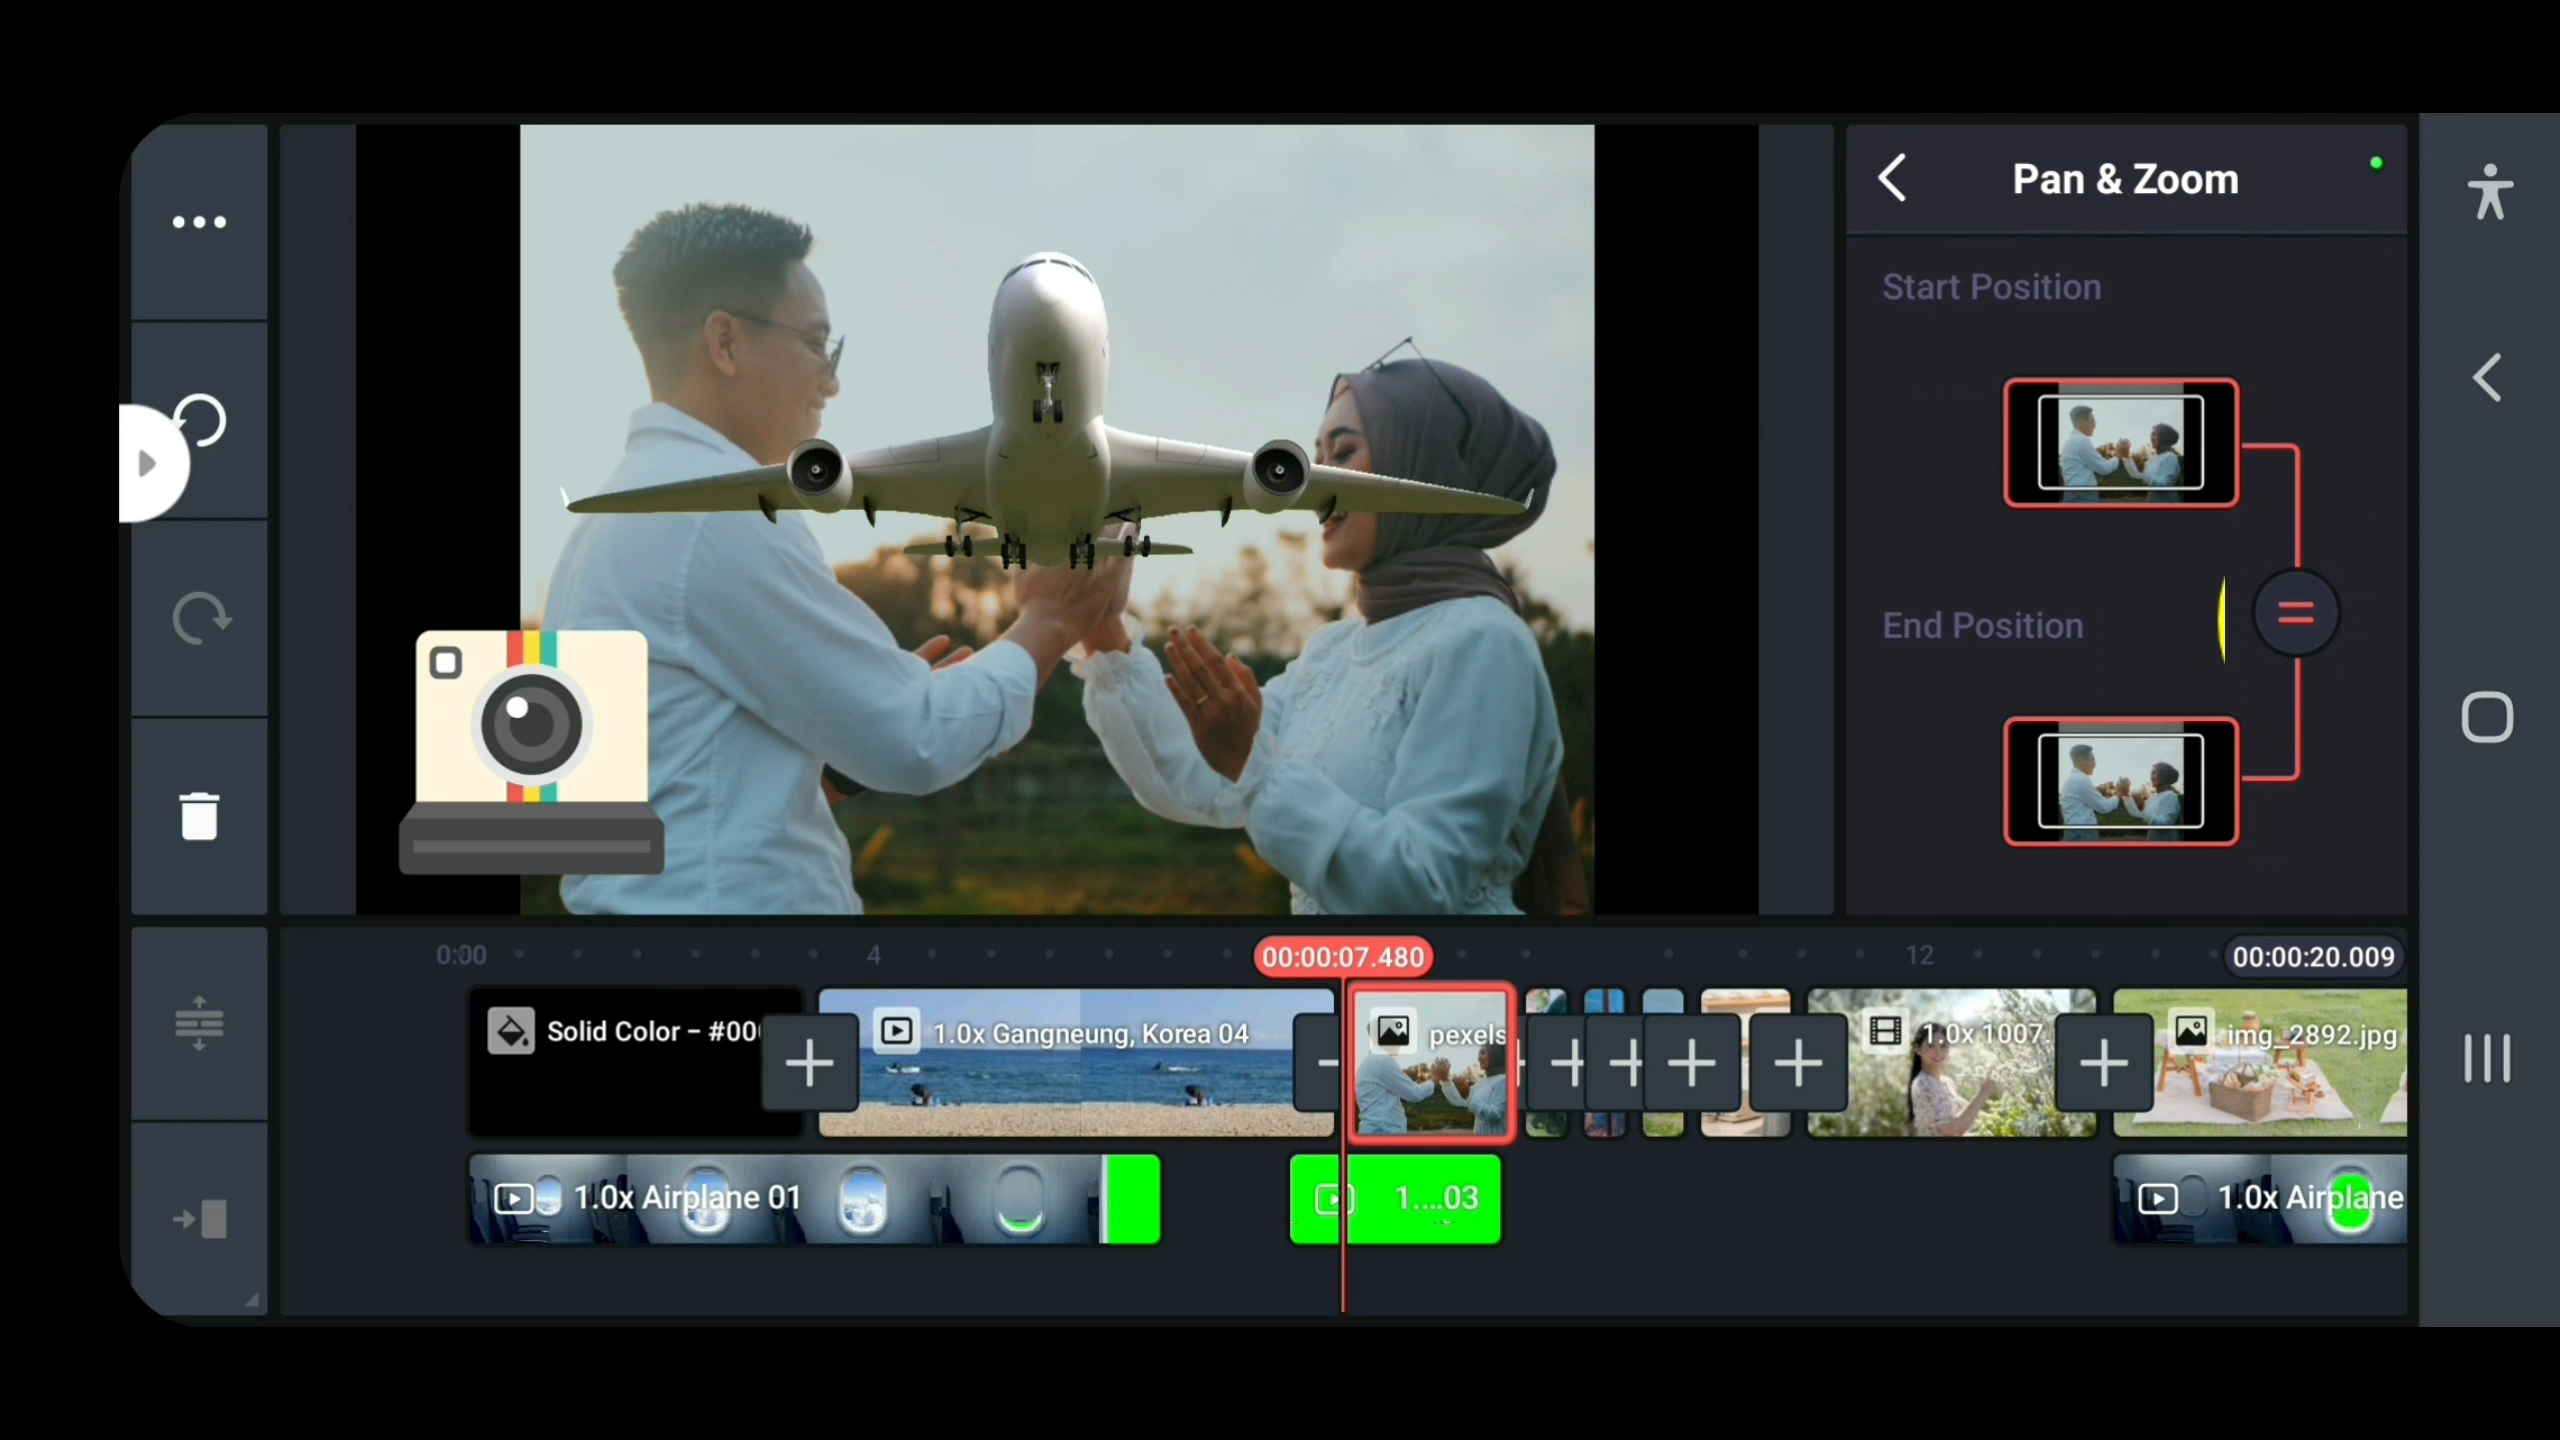 Pan & Zoom
Start Position
End Position
0:00
4
00:00:07.480
12
00:00:20.009
Solid Color – #00
1.0x Gangneung, Korea 04
pexels
1.0x 1007.
img_2892.jpg
1.0x Airplane 01
1....03
1.0x Airplane